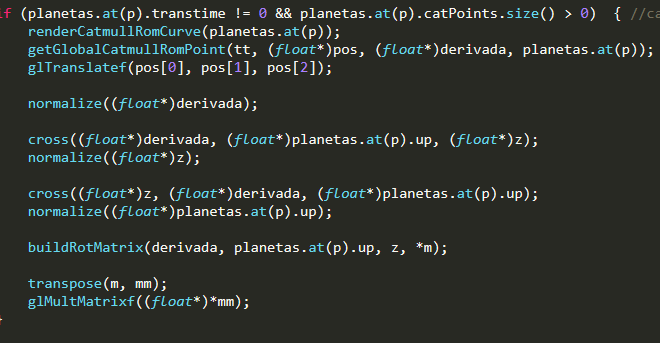 if (planetas.at(p).transtime != 0 && planetas.at(p).catPoints.size() > 0)  { //ca
    renderCatmullRomCurve(planetas.at(p));
    getGlobalCatmullRomPoint(tt, (float*)pos, (float*)derivada, planetas.at(p));
    glTranslatef(pos[0], pos[1], pos[2]);

    normalize((float*)derivada);

    cross((float*)derivada, (float*)planetas.at(p).up, (float*)z);
    normalize((float*)z);

    cross((float*)z, (float*)derivada, (float*)planetas.at(p).up);
    normalize((float*)planetas.at(p).up);

    buildRotMatrix(derivada, planetas.at(p).up, z, *m);

    transpose(m, mm);
    glMultMatrixf((float*)*mm);
}